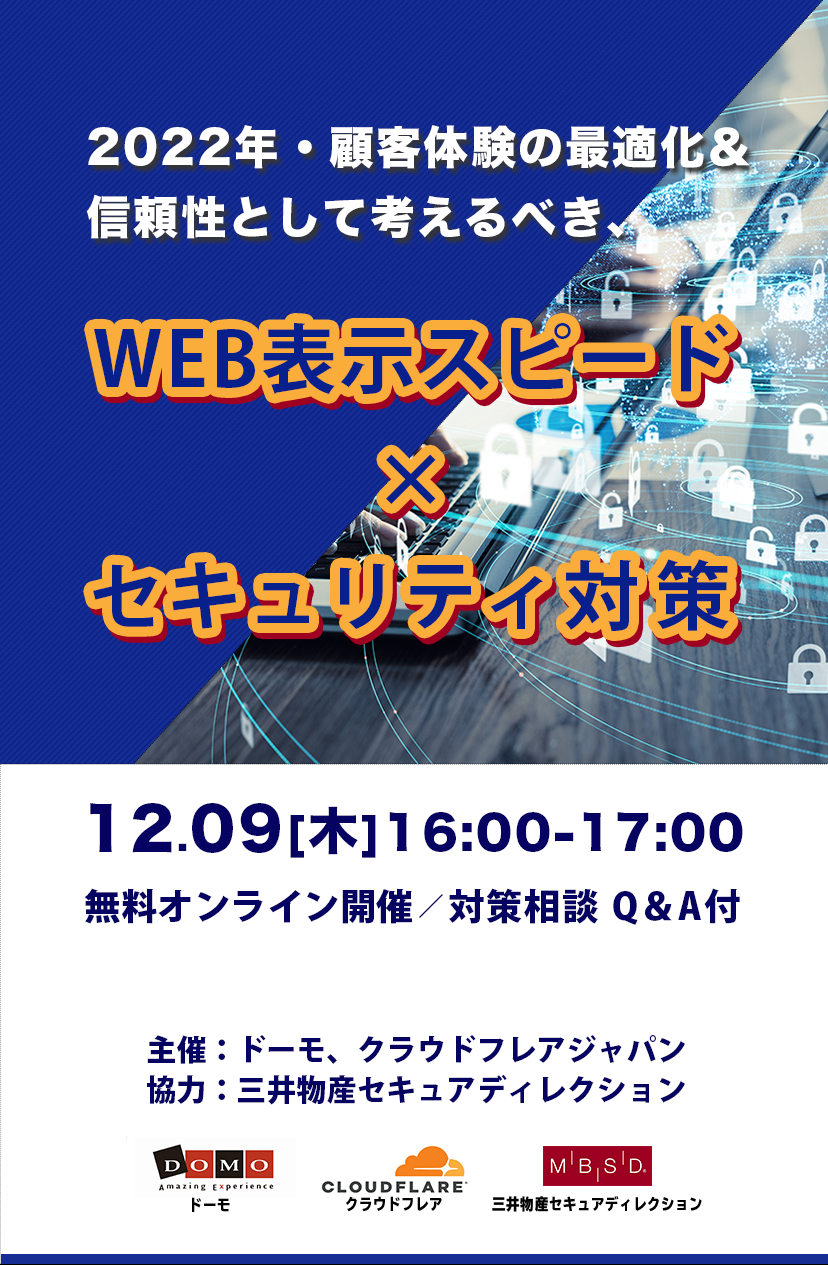 2022年・顧客体験の最適化&
信頼性として考えるべき、
WEB表示スピード
×
セキュリティ対策
12.09[木]16:00-17:00
無料オンライン開催／対策相談 Q&A付
主催：ドーモ、クラウドフレアジャパン
協力：三井物産セキュアディレクション
DOMO
Amazing Experience
ドーモ
CLOUDFLARE®
クラウドフレア
MBSD®
三井物産セキュアディレクション